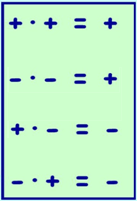 + · + = +
− · − = +
+ · − = −
− · + = −